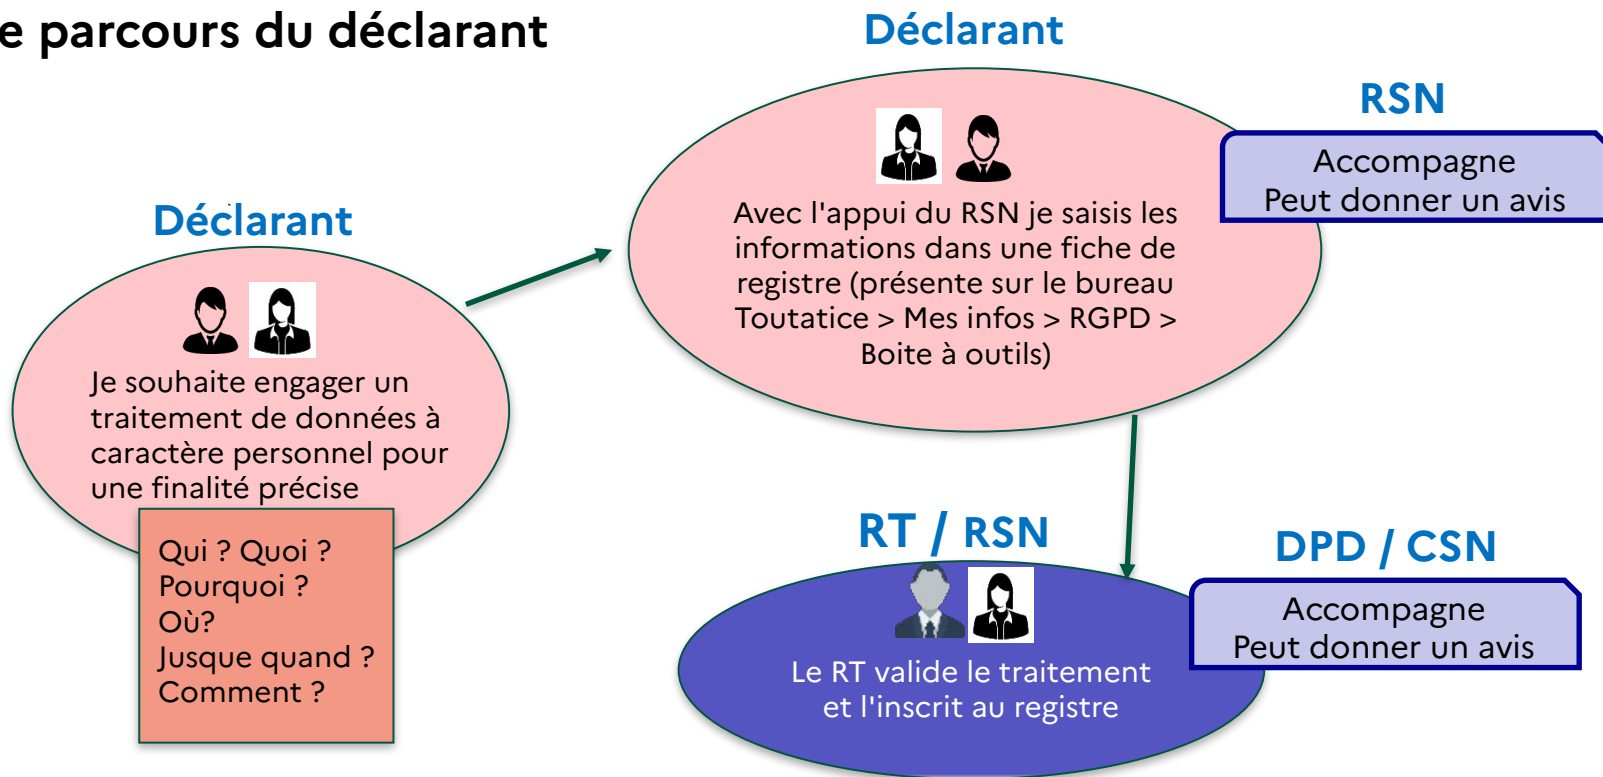 e parcours du déclarant
Déclarant
Je souhaite engager un
traitement de données à
caractère personnel pour
une finalité précise
Qui ? Quoi ?
Pourquoi ?
Où?
Jusque quand ?
Comment ?
Déclarant
Avec l'appui du RSN je saisis les
informations dans une fiche de
registre (présente sur le bureau
Toutatice > Mes infos > RGPD >
Boite à outils)
RSN
Accompagne
Peut donner un avis
RT / RSN
Le RT valide le traitement
et l'inscrit au registre
DPD / CSN
Accompagne
Peut donner un avis